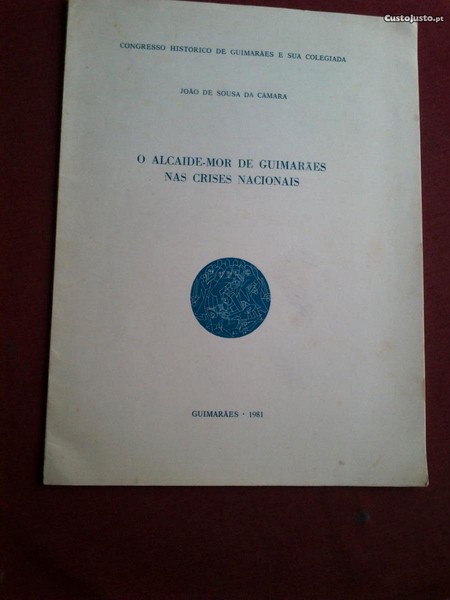 CustoJusto.pt
CONGRESSO HISTORICO DE GUIMARÃES E SUA COLEGIADA
JOÃO DE SOUSA DA CAMARA
O ALCAIDE-MOR DE GUIMARÃES
NAS CRISES NACIONAIS
GUIMARÃES · 1981